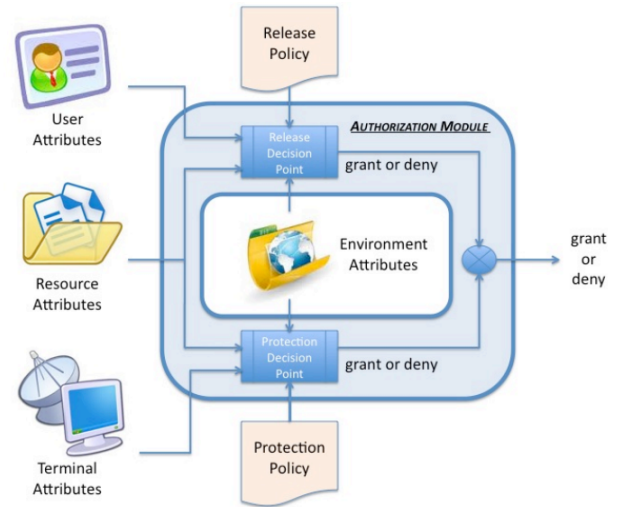 Release
Policy
User
Attributes
AUTHORIZATION MODULE
Release
Decision
Point
grant or deny
Environment
Attributes
grant
or
deny
Resource
Attributes
Protection
Decision
Point
grant or deny
Terminal
Attributes
Protection
Policy